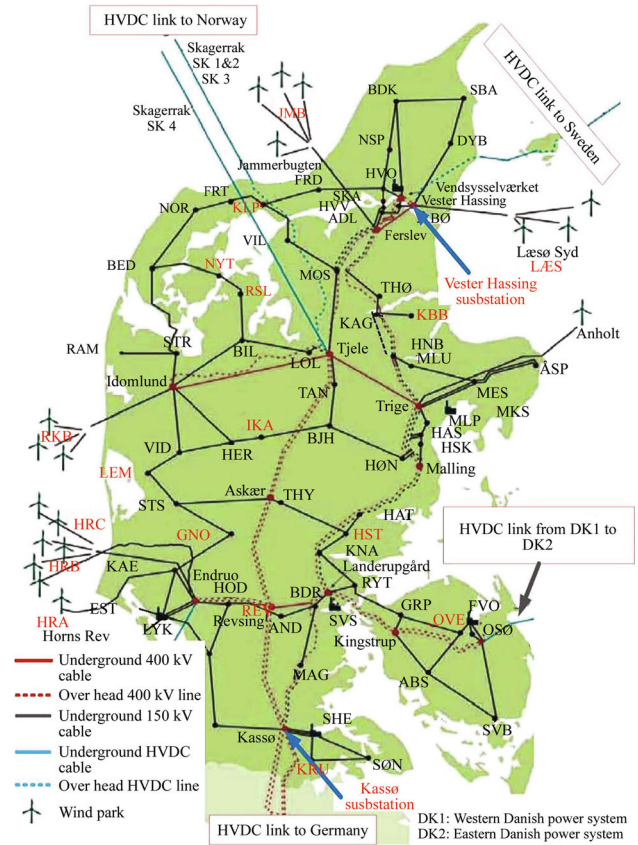 HVDC link to Norway
Skagerrak
SK 1&2
SK 3
Skagerrak
SK 4
HVDC link to Sweden
JMB
Jammerbugten
BDK
SBA
NSP
DYB
HVO
Vendsysselværket
Vester Hassing
FRD
SKA
FRT
KLP
HVV
ADL
BØ
NOR
Ferslev
VIL
Læsø Syd
LÆS
Vester Hassing
susbstation
BED
NYT
MOS
RSL
THØ
KAG
KBB
Anholt
RAM
STR
BIL
LOL
Tjele
HNB
MLU
ÅSP
Idomlund
TAN
MES
Trige
MLP
MKS
RKB
IKA
BJH
HAS
HSK
VID
HER
HØN
Malling
LEM
Askær
THY
STS
HAT
HRC
GNO
HST
HVDC link from DK1 to
DK2
KNA
HRB
KAE
Landerupgård
Endruo
RYT
HOD
BDR
HRA
EST
Horns Rev
REV
Revsing
AND
SVS
GRP
OVE
FVO
OSØ
LYK
Kingstrup
MAG
ABS
SVB
Underground 400 kV
cable
Over head 400 kV line
Underground 150 kV
cable
Underground HVDC
cable
Over head HVDC line
Wind park
Kassø
SHE
KRU
SØN
Kassø
susbstation
HVDC link to Germany
DK1: Western Danish power system
DK2: Eastern Danish power system